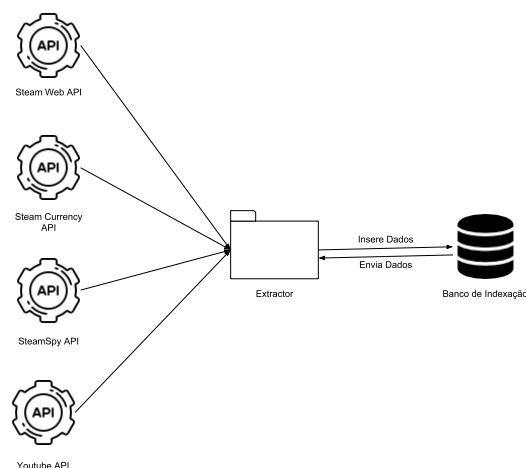 API
Steam Web API
API
Steam Currency
API
API
SteamSpy API
API
Youtube API
Extractor
Insere Dados
Envia Dados
Banco de Indexação